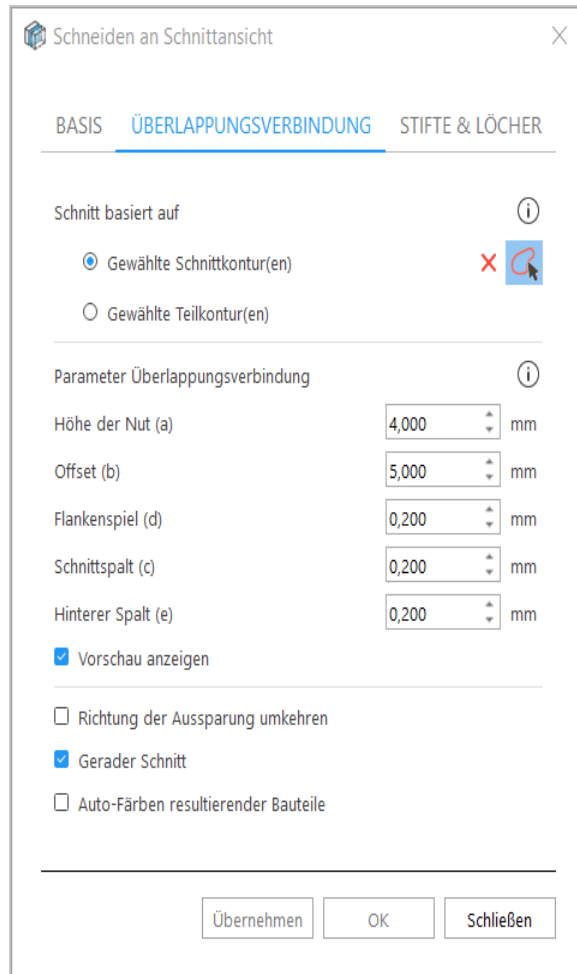 Schneiden an Schnittansicht
BASIS ÜBERLAPPUNGSVERBINDUNG STIFTE & LÖCHER
Schnitt basiert auf
Gewählte Schnittkontur(en)
Gewählte Teilkontur(en)
Parameter Überlappungsverbindung
Höhe der Nut (a) 4,000 mm
Offset (b) 5,000 mm
Flankenspiel (d) 0,200 mm
Schnittspalt (c) 0,200 mm
Hinterer Spalt (e) 0,200 mm
Vorschau anzeigen
Richtung der Aussparung umkehren
Gerader Schnitt
Auto-Färben resultierender Bauteile
Übernehmen OK Schließen